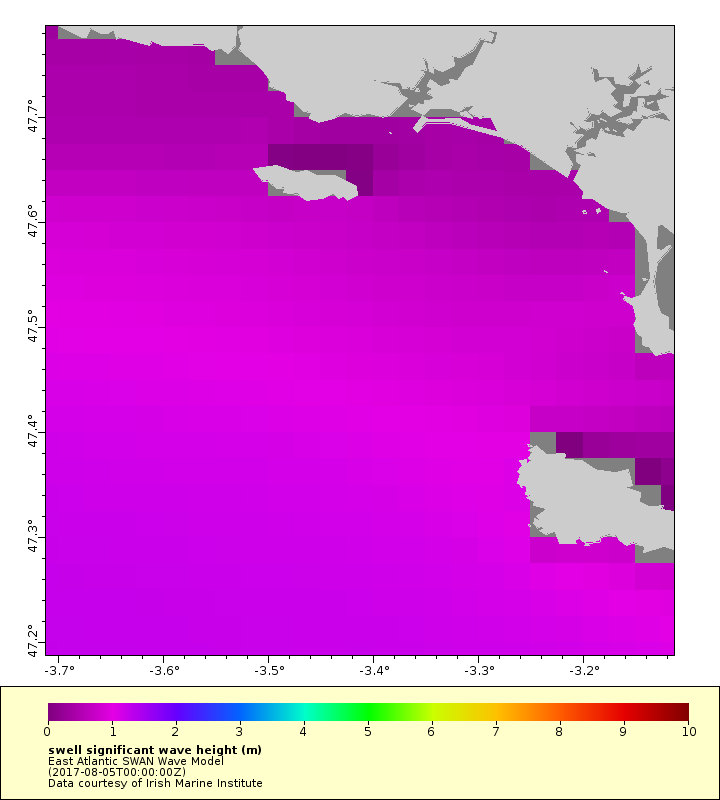 47.7°
47.6°
47.5°
47.4°
47.3°
47.2°
-3.7° -3.6° -3.5° -3.4° -3.3° -3.2°
0 1 2 3 4 5 6 7 8 9 10
swell significant wave height (m)
East Atlantic SWAN Wave Model
(2017-08-05T00:00:00Z)
Data courtesy of Irish Marine Institute